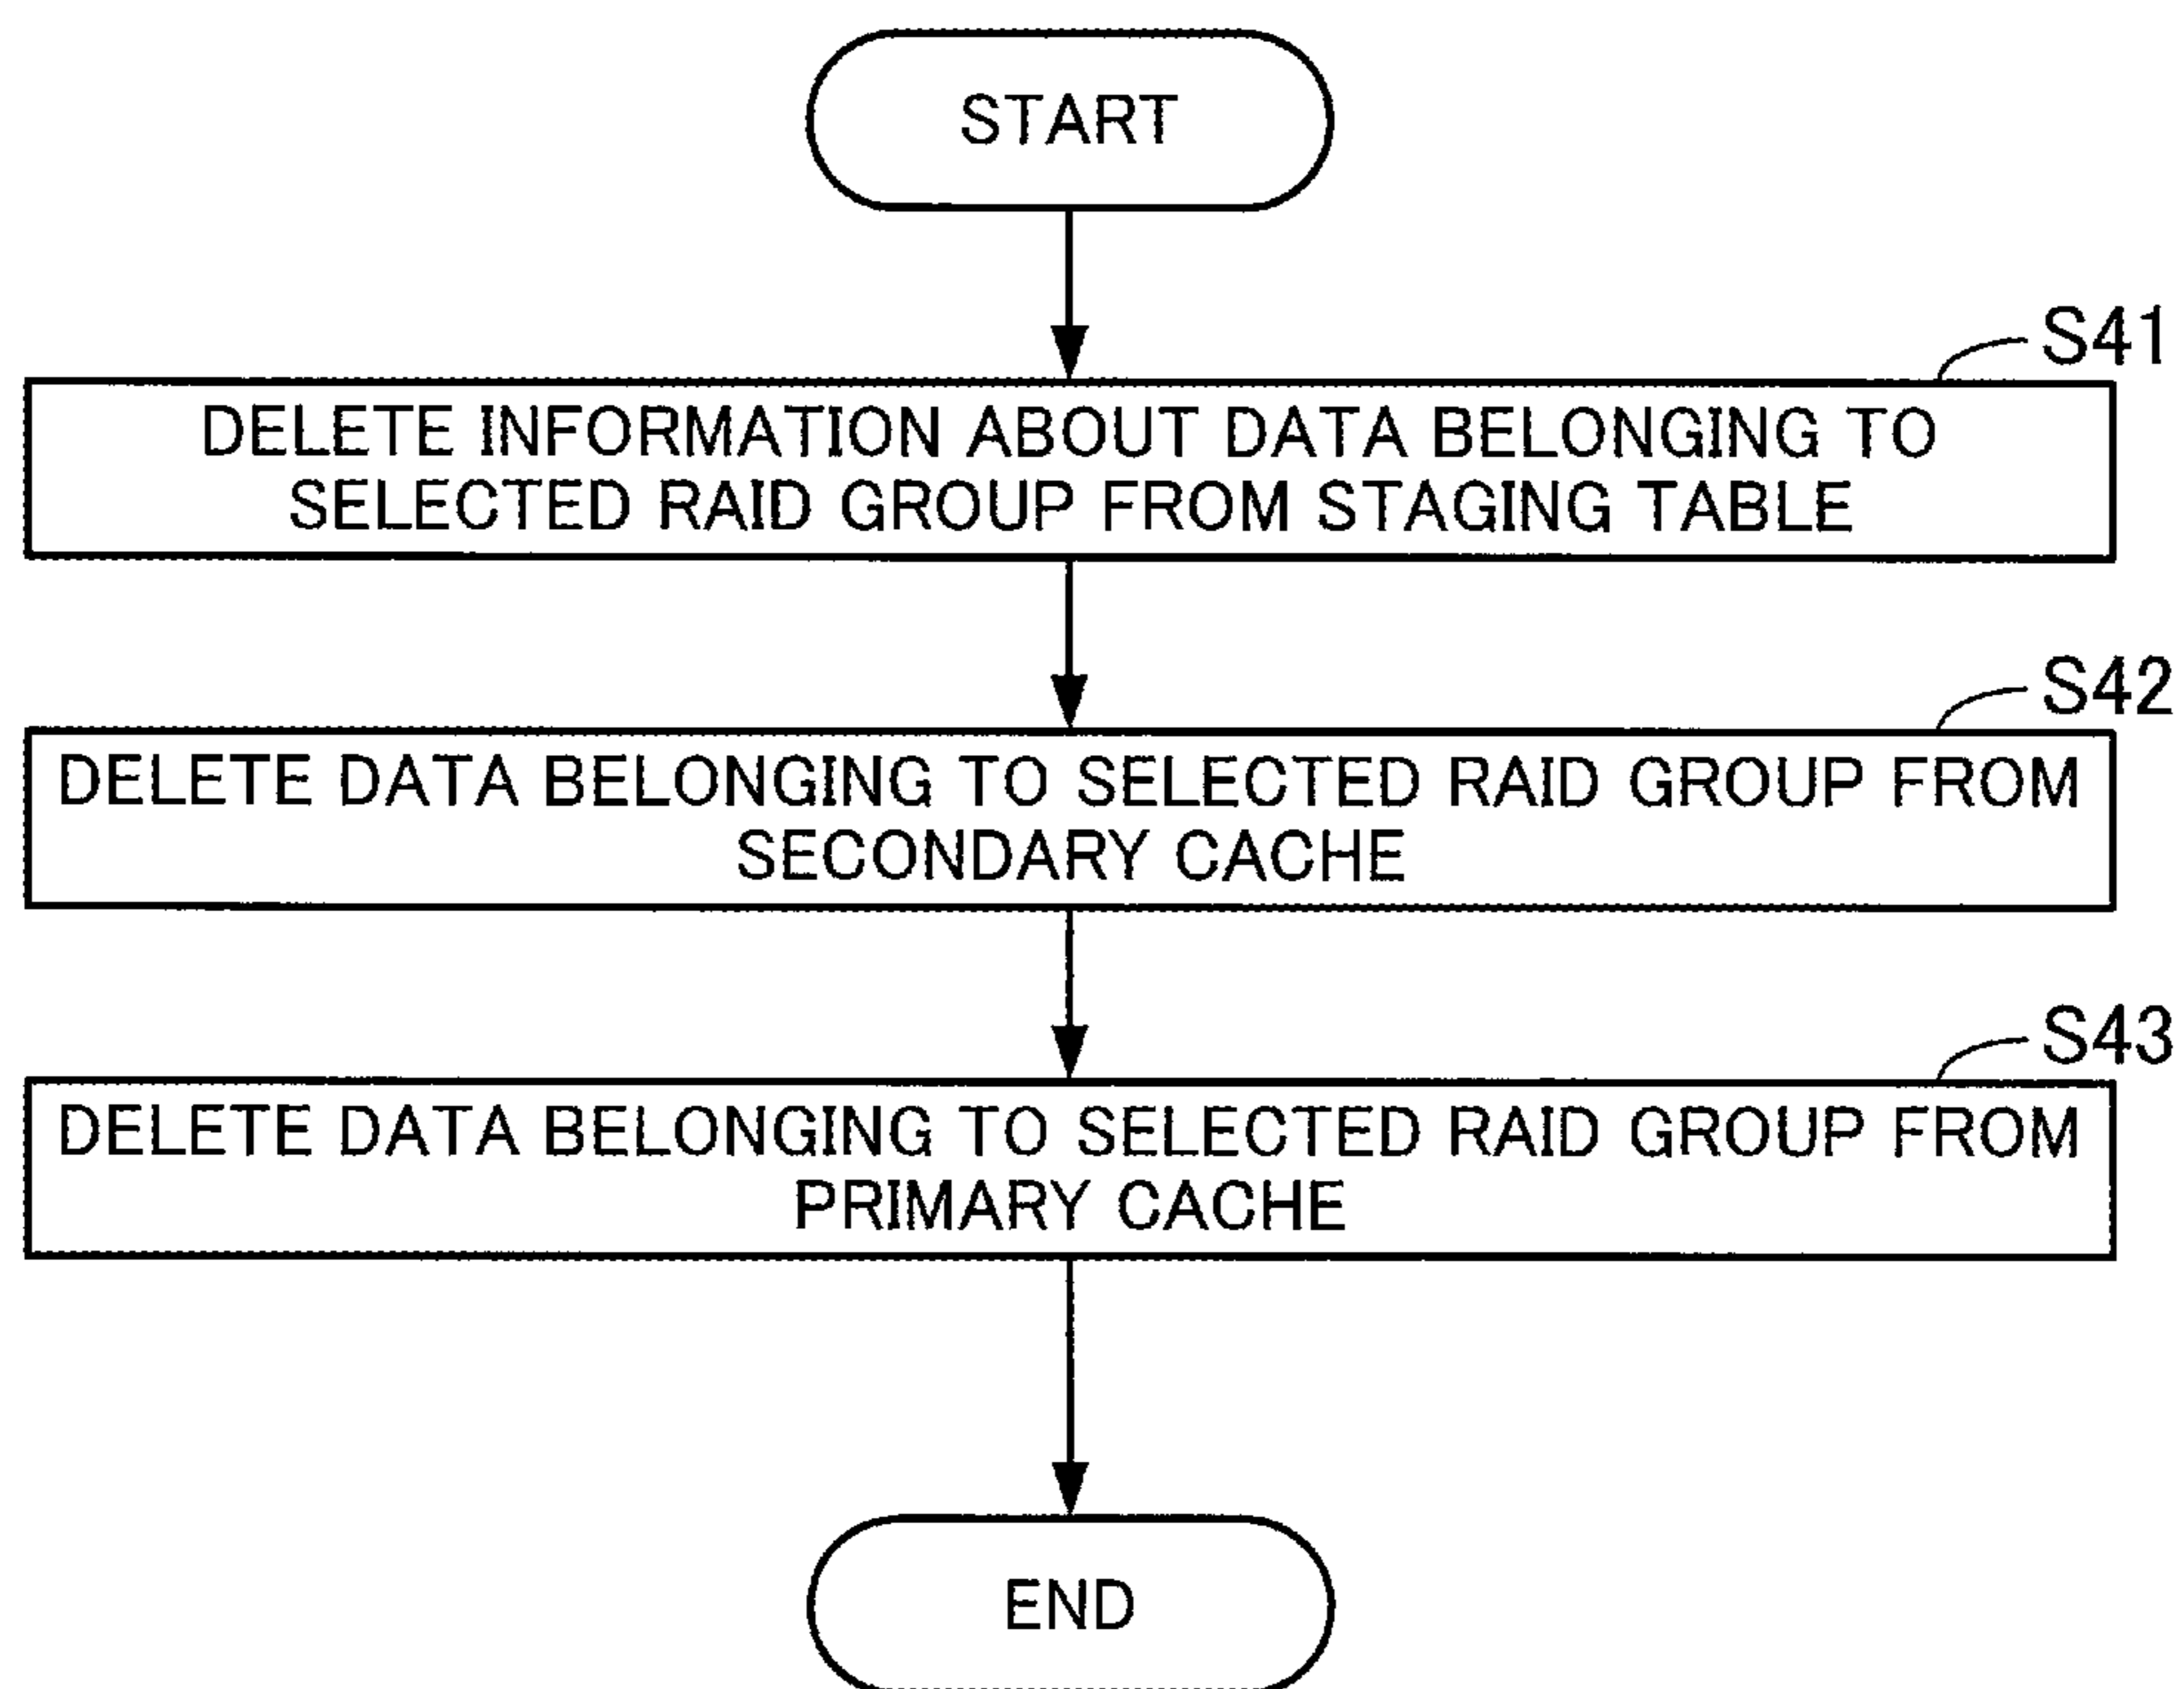 START
S41
DELETE INFORMATION ABOUT DATA BELONGING TO
SELECTED RAID GROUP FROM STAGING TABLE
S42
DELETE DATA BELONGING TO SELECTED RAID GROUP FROM
SECONDARY CACHE
S43
DELETE DATA BELONGING TO SELECTED RAID GROUP FROM
PRIMARY CACHE
END